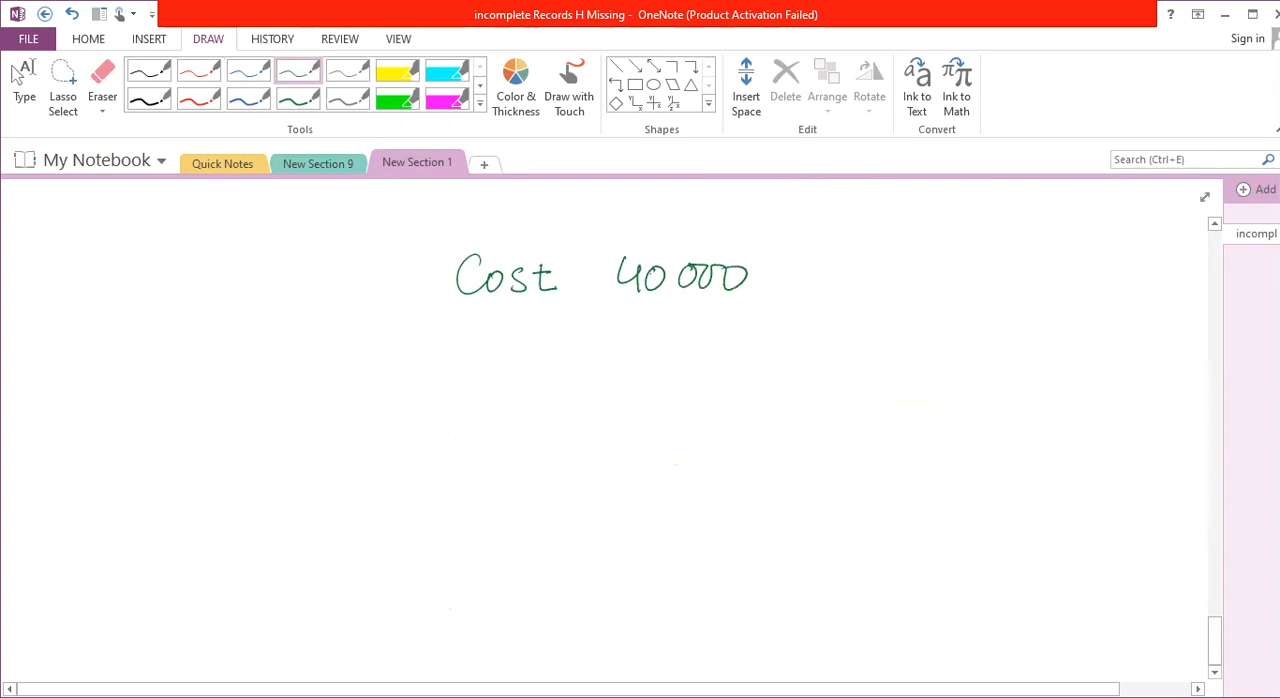 incomplete Records H Missing - OneNote (Product Activation Failed)
FILE HOME INSERT DRAW HISTORY REVIEW VIEW
Sign in
Type
Lasso Select
Eraser
Color & Thickness
Draw with Touch
Insert Space
Delete
Arrange
Rotate
Ink to Text
Ink to Math
Tools
Shapes
Edit
Convert
My Notebook
Quick Notes
New Section 9
New Section 1
Search (Ctrl+E)
Add
incompl
Cost 40000